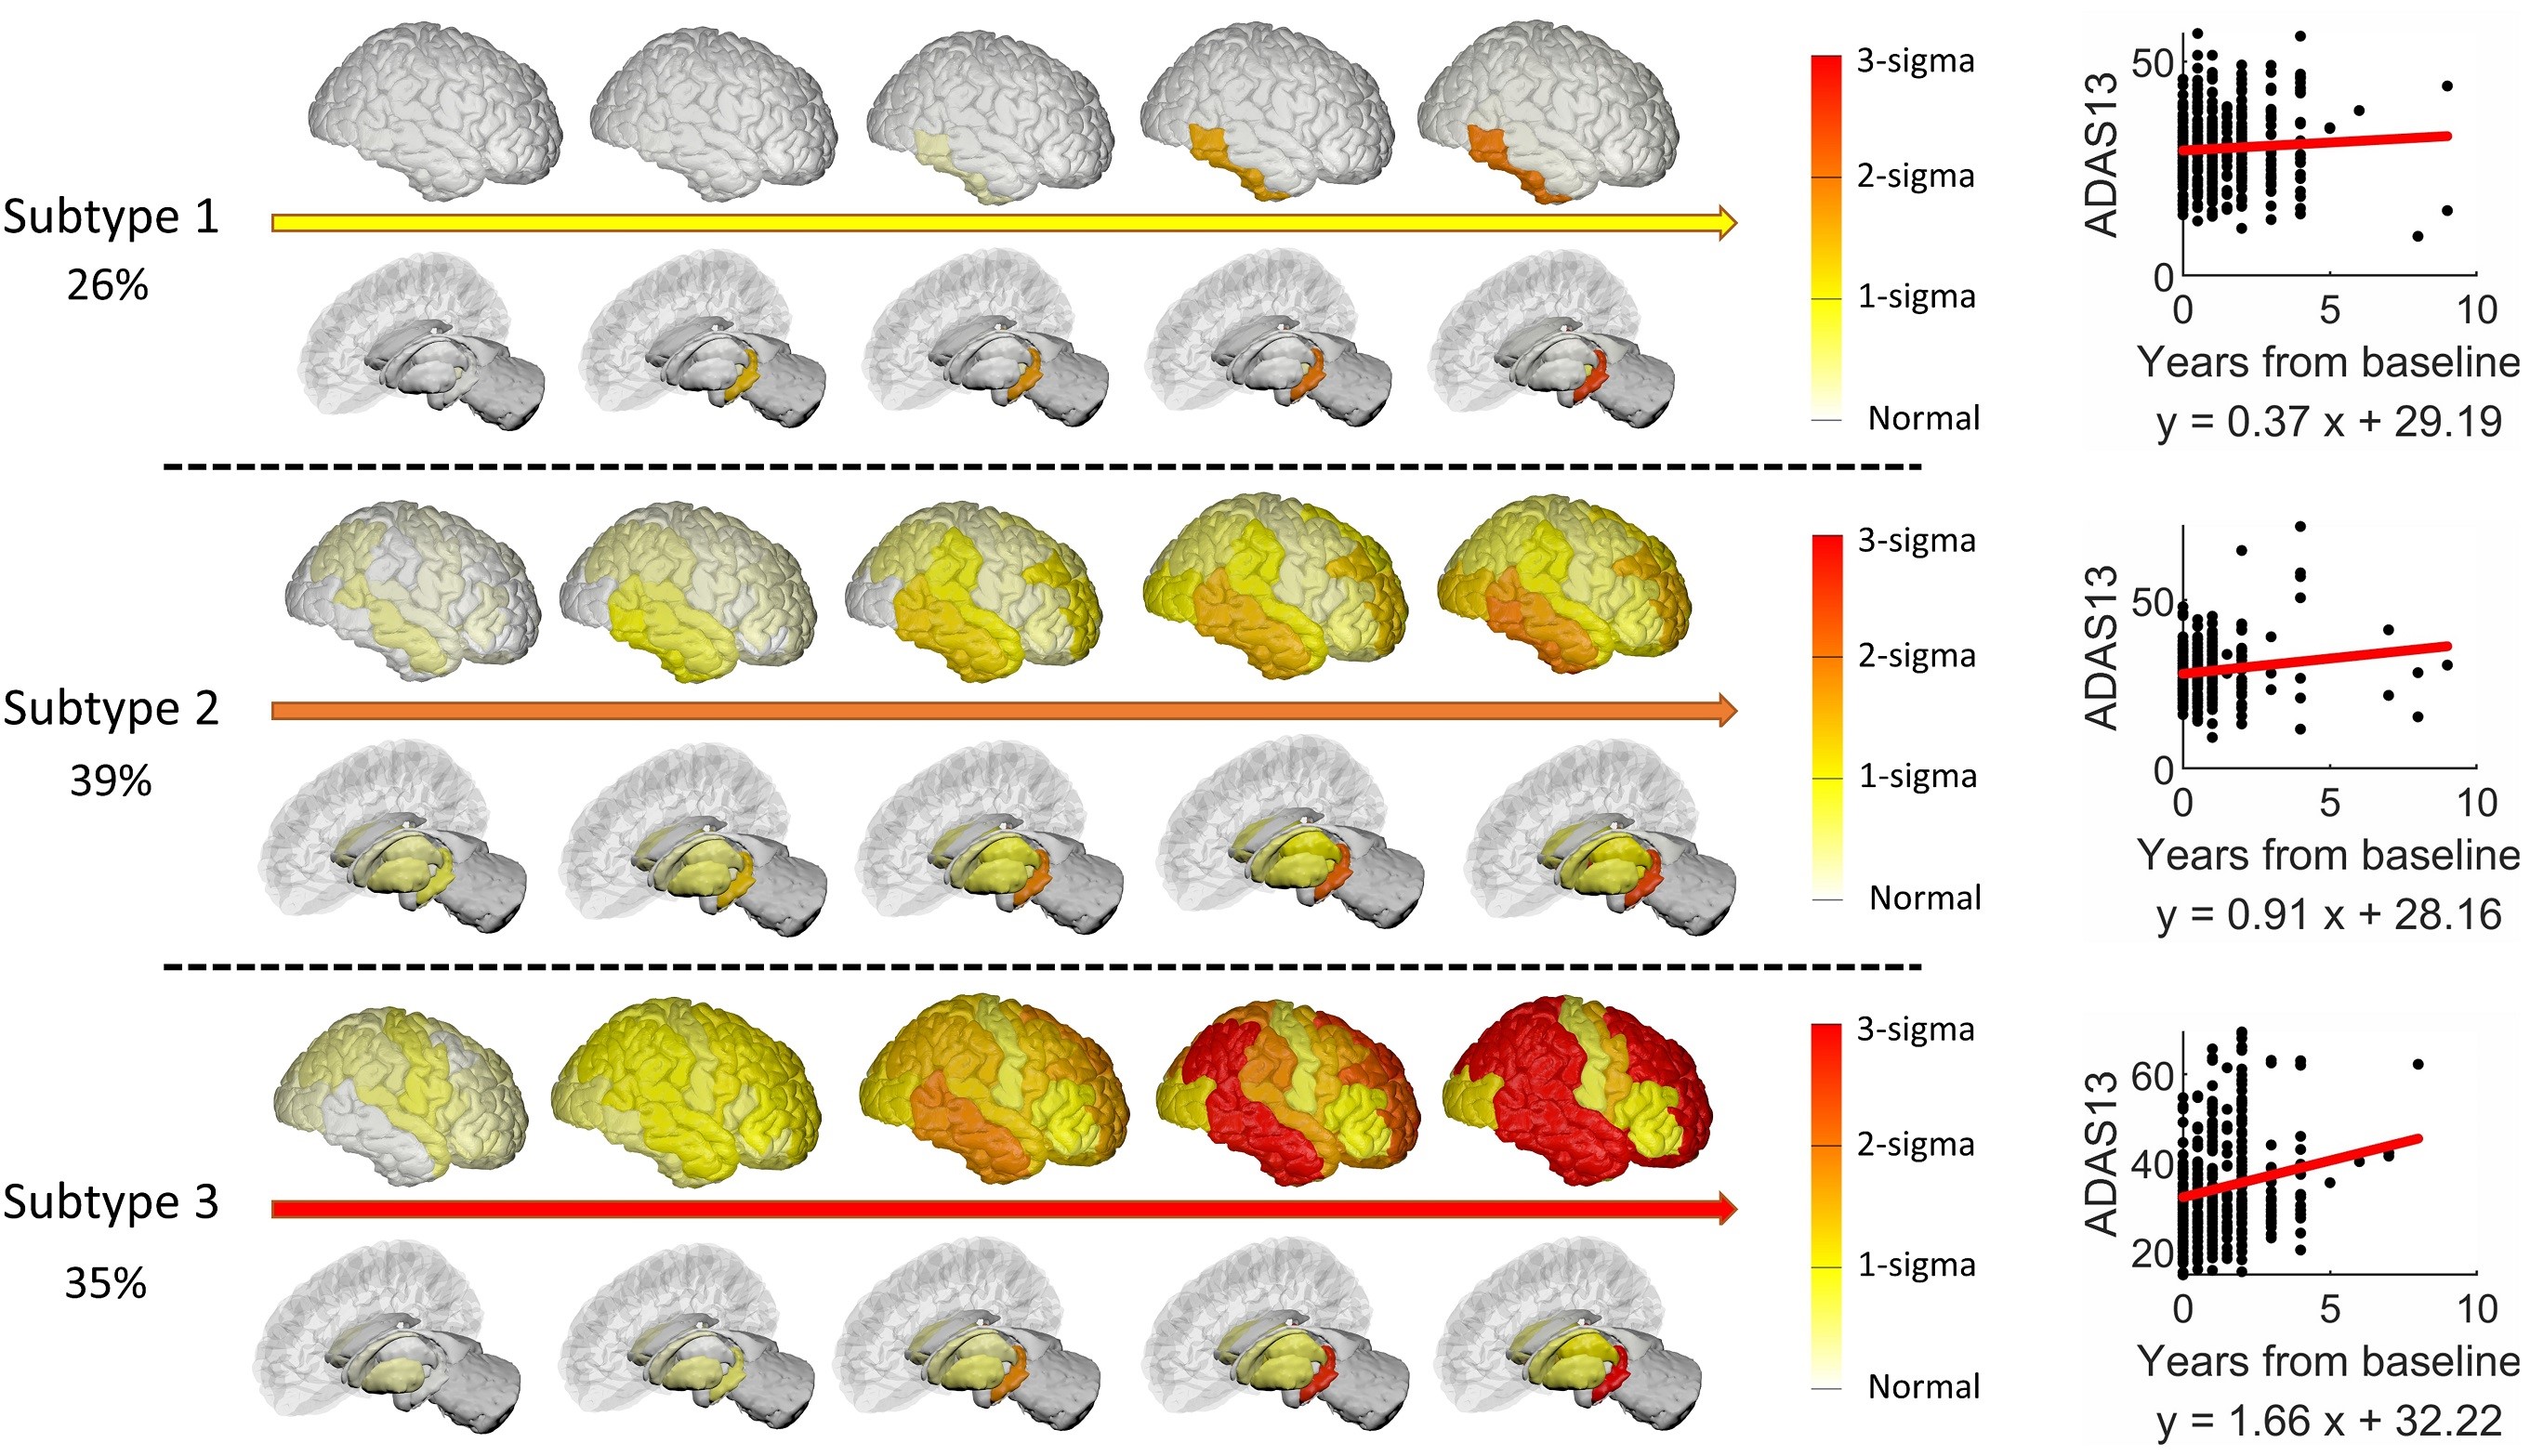 Subtype 1
26%
3-sigma
2-sigma
1-sigma
Normal
ADAS13
50
0
0 5 10
Years from baseline
y = 0.37 x + 29.19
Subtype 2
39%
3-sigma
2-sigma
1-sigma
Normal
ADAS13
50
0
0 5 10
Years from baseline
y = 0.91 x + 28.16
Subtype 3
35%
3-sigma
2-sigma
1-sigma
Normal
ADAS13
60
40
20
0 5 10
Years from baseline
y = 1.66 x + 32.22